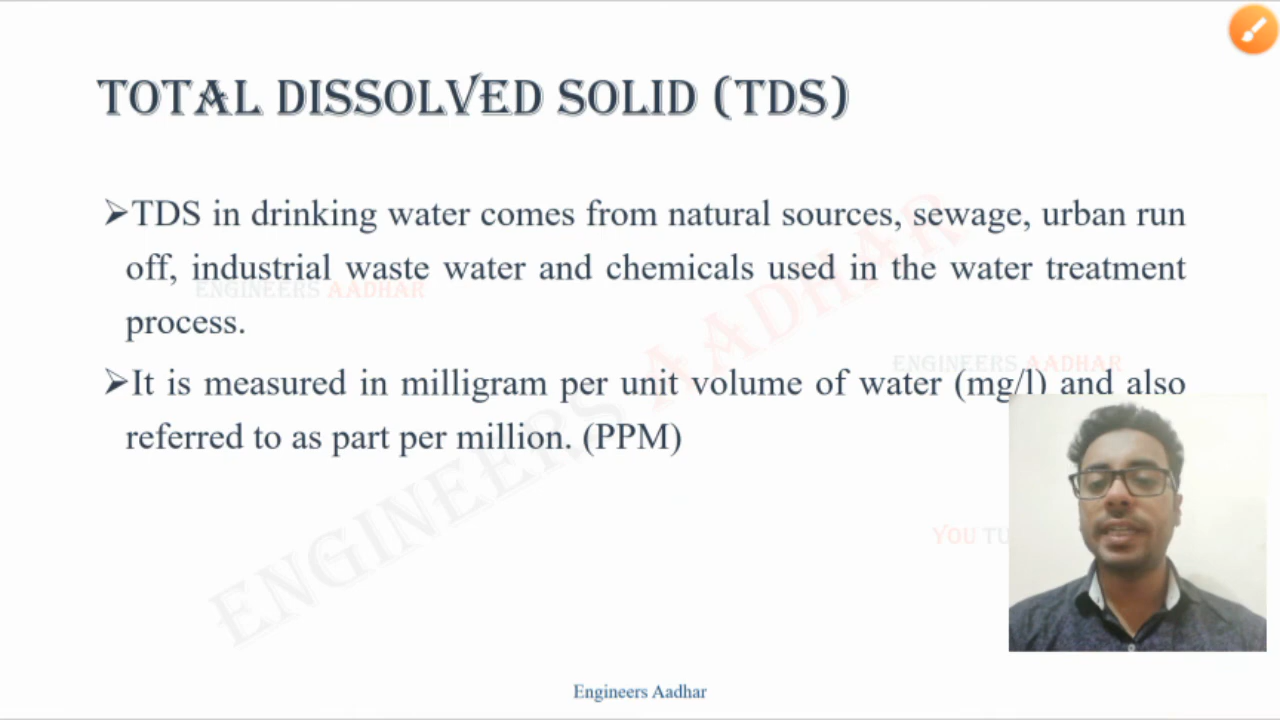 TOTAL DISSOLVED SOLID (TDS)
➢TDS in drinking water comes from natural sources, sewage, urban run
off, industrial waste water and chemicals used in the water treatment
process.
ENGINEERS AADHAR
ENGINEERS AADHAR
➢It is measured in milligram per unit volume of water (mg/l) and also
referred to as part per million. (PPM)
ENGINEERS AADHAR
YOU TU
Engineers Aadhar